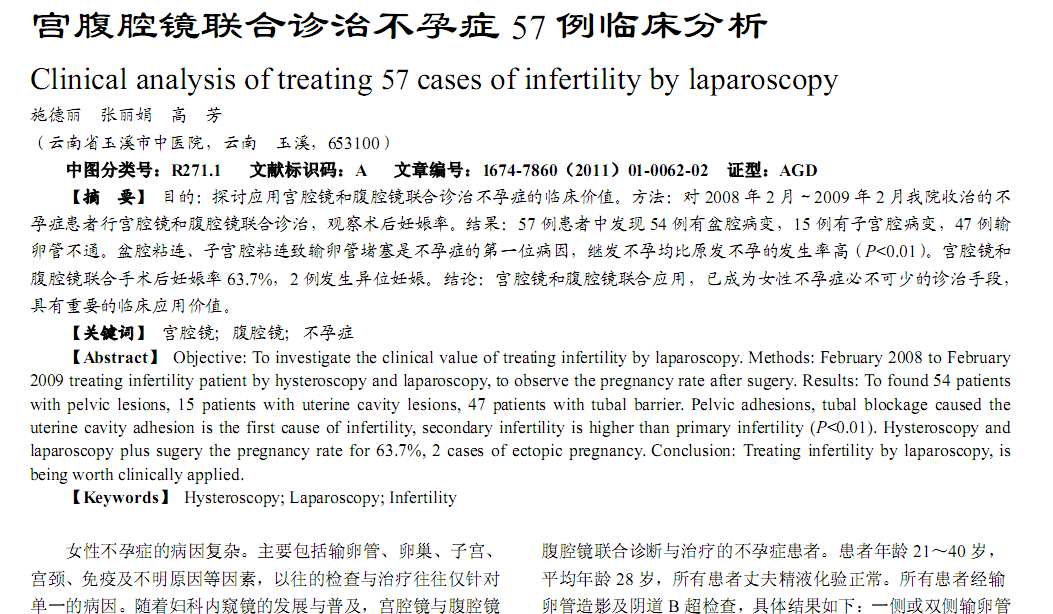 宫腹腔镜联合诊治不孕症 57 例临床分析
Clinical analysis of treating 57 cases of infertility by laparoscopy
施德丽　张丽娟　高　芳
（云南省玉溪市中医院，云南　玉溪，653100）
中图分类号：R271.1　文献标识码：A　文章编号：1674-7860（2011）01-0062-02　证型：AGD
【摘　要】 目的：探讨应用宫腔镜和腹腔镜联合诊治不孕症的临床价值。方法：对 2008 年 2 月～2009 年 2 月我院收治的不
孕症患者行宫腔镜和腹腔镜联合诊治，观察术后妊娠率。结果：57 例患者中发现 54 例有盆腔病变，15 例有子宫腔病变，47 例输
卵管不通。盆腔粘连、子宫腔粘连致输卵管堵塞是不孕症的第一位病因，继发不孕均比原发不孕的发生率高（P<0.01）。宫腔镜和
腹腔镜联合手术后妊娠率 63.7%，2 例发生异位妊娠。结论：宫腔镜和腹腔镜联合应用，已成为女性不孕症必不可少的诊治手段，
具有重要的临床应用价值。
【关键词】 宫腔镜；腹腔镜；不孕症
【Abstract】 Objective: To investigate the clinical value of treating infertility by laparoscopy. Methods: February 2008 to February
2009 treating infertility patient by hysteroscopy and laparoscopy, to observe the pregnancy rate after sugery. Results: To found 54 patients
with pelvic lesions, 15 patients with uterine cavity lesions, 47 patients with tubal barrier. Pelvic adhesions, tubal blockage caused the
uterine cavity adhesion is the first cause of infertility, secondary infertility is higher than primary infertility (P<0.01). Hysteroscopy and
laparoscopy plus sugery the pregnancy rate for 63.7%, 2 cases of ectopic pregnancy. Conclusion: Treating infertility by laparoscopy, is
being worth clinically applied.
【Keywords】 Hysteroscopy; Laparoscopy; Infertility
女性不孕症的病因复杂。主要包括输卵管、卵巢、子宫、
宫颈、免疫及不明原因等因素，以往的检查与治疗往往仅针对
单一的病因。随着妇科内窥镜的发展与普及，宫腔镜与腹腔镜
腹腔镜联合诊断与治疗的不孕症患者。患者年龄 21～40 岁，
平均年龄 28 岁，所有患者丈夫精液化验正常。所有患者经输
卵管造影及阴道 B 超检查，具体结果如下：一侧或双侧输卵管